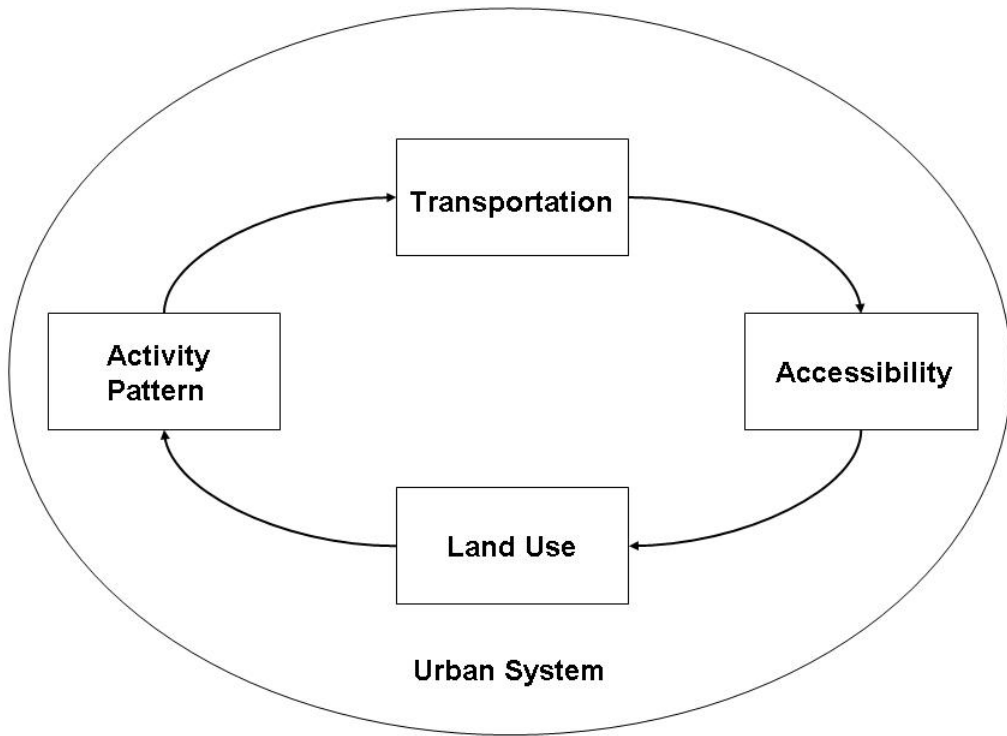 Transportation
Activity
Pattern
Accessibility
Land Use
Urban System